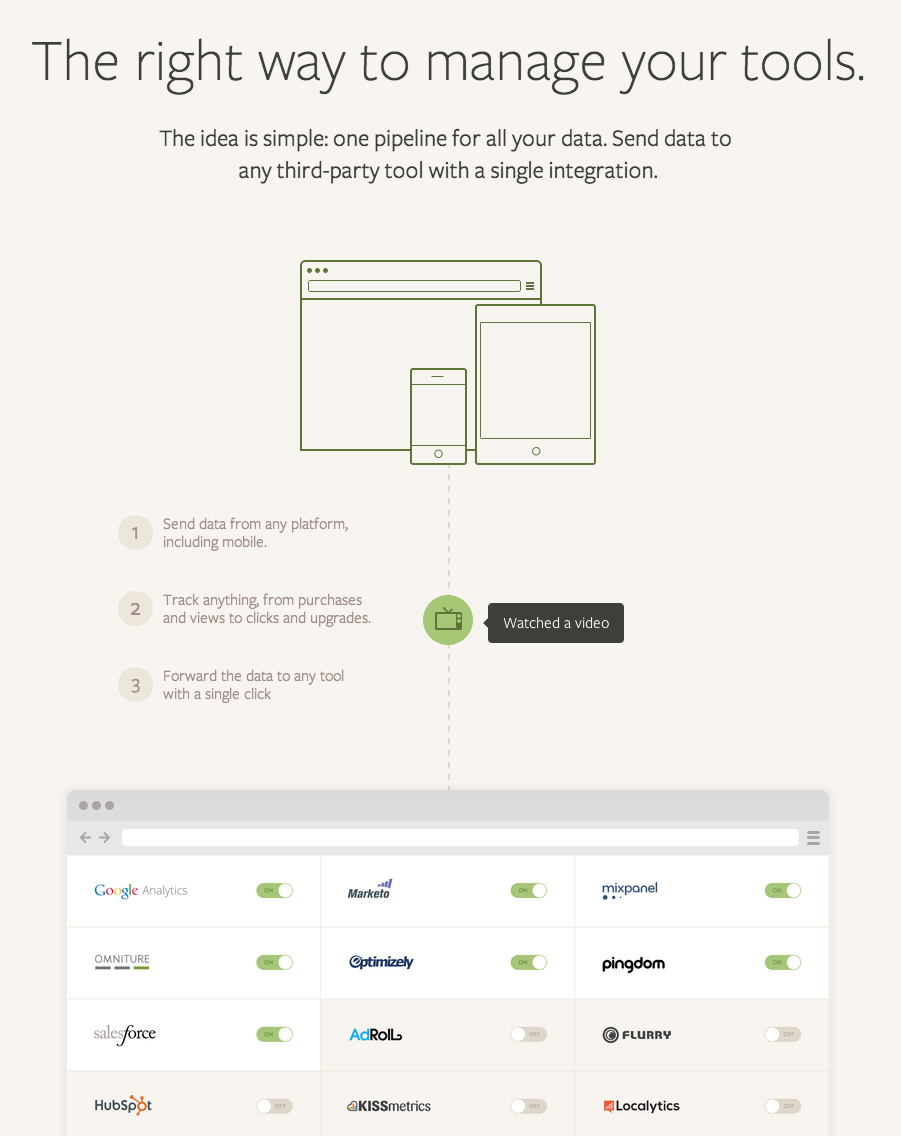 The right way to manage your tools.
The idea is simple: one pipeline for all your data. Send data to
any third-party tool with a single integration.
1
Send data from any platform,
including mobile.
2
Track anything, from purchases
and views to clicks and upgrades.
Watched a video
3
Forward the data to any tool
with a single click
Google Analytics ON
Marketo ON
mixpanel ON
OMNITURE ON
Optimizely ON
pingdom ON
salesforce ON
AdRoll OFF
FLURRY OFF
HubSpot OFF
KISSmetrics OFF
Localytics OFF